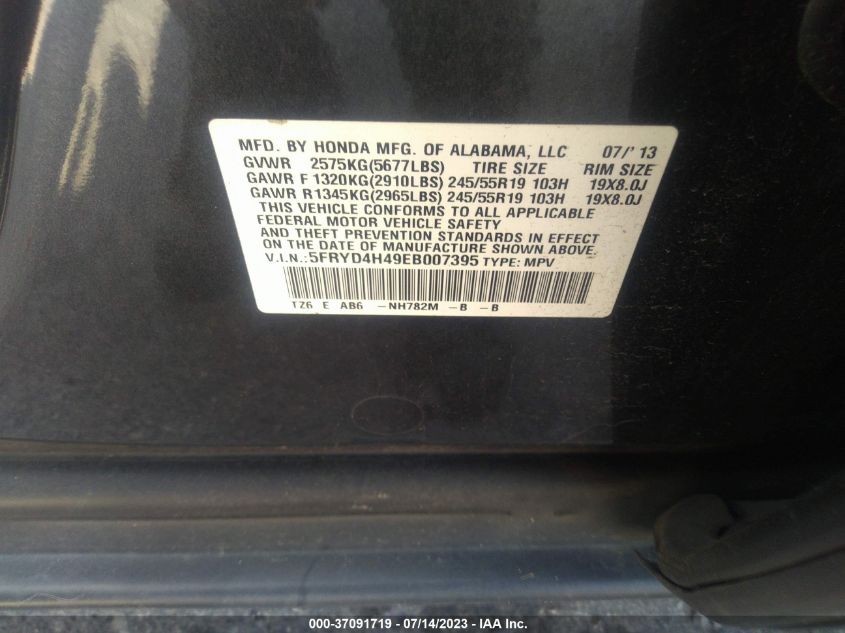 MFD. BY HONDA MFG. OF ALABAMA, LLC 07/'13
GVWR 2575KG(5677LBS) TIRE SIZE RIM SIZE
GAWR F 1320KG(2910LBS) 245/55R19 103H 19X8.0J
GAWR R1345KG(2965LBS) 245/55R19 103H 19X8.0J
THIS VEHICLE CONFORMS TO ALL APPLICABLE
FEDERAL MOTOR VEHICLE SAFETY
AND THEFT PREVENTION STANDARDS IN EFFECT
ON THE DATE OF MANUFACTURE SHOWN ABOVE.
V.I.N.: 5FRYD4H49EB007395 TYPE: MPV
TZ6 E AB6 -NH782M -B -B
000-37091719 - 07/14/2023 - IAA Inc.